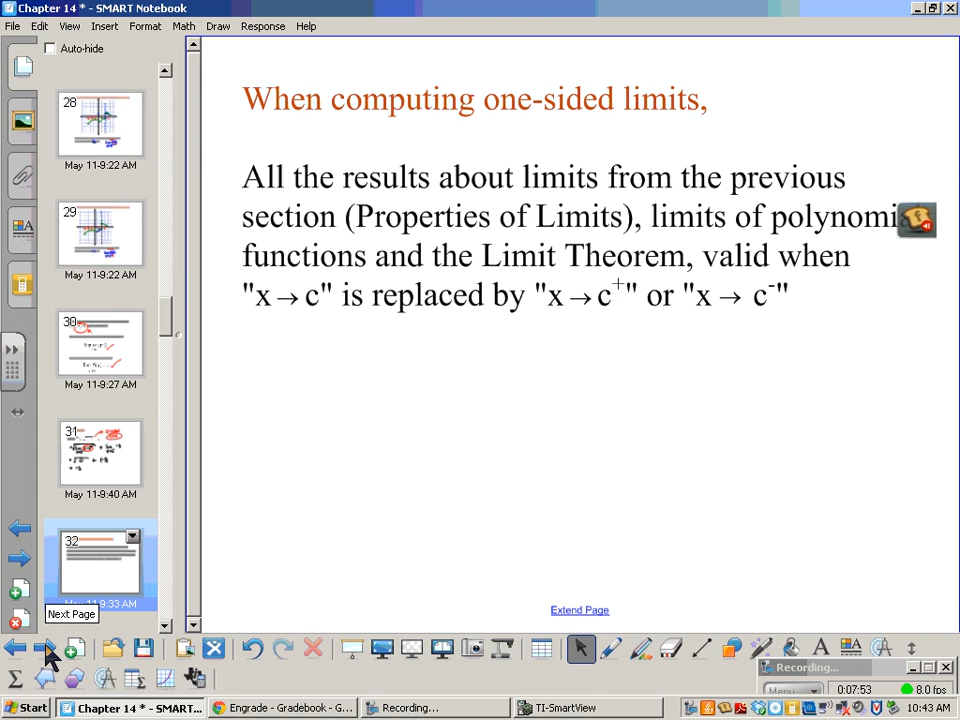 Chapter 14 * - SMART Notebook
File Edit View Insert Format Math Draw Response Help
Auto-hide
28
May 11-9:22 AM
29
May 11-9:22 AM
30
May 11-9:27 AM
31
May 11-9:40 AM
32
9:33 AM
Next Page
When computing one-sided limits,
All the results about limits from the previous
section (Properties of Limits), limits of polynomi
functions and the Limit Theorem, valid when
"x → c" is replaced by "x → c⁺" or "x → c⁻"
Extend Page
Recording...
Menu
0:07:53
8.0 fps
Start
Chapter 14 * - SMART...
Engrade - Gradebook - G...
Recording...
TI-SmartView
10:43 AM